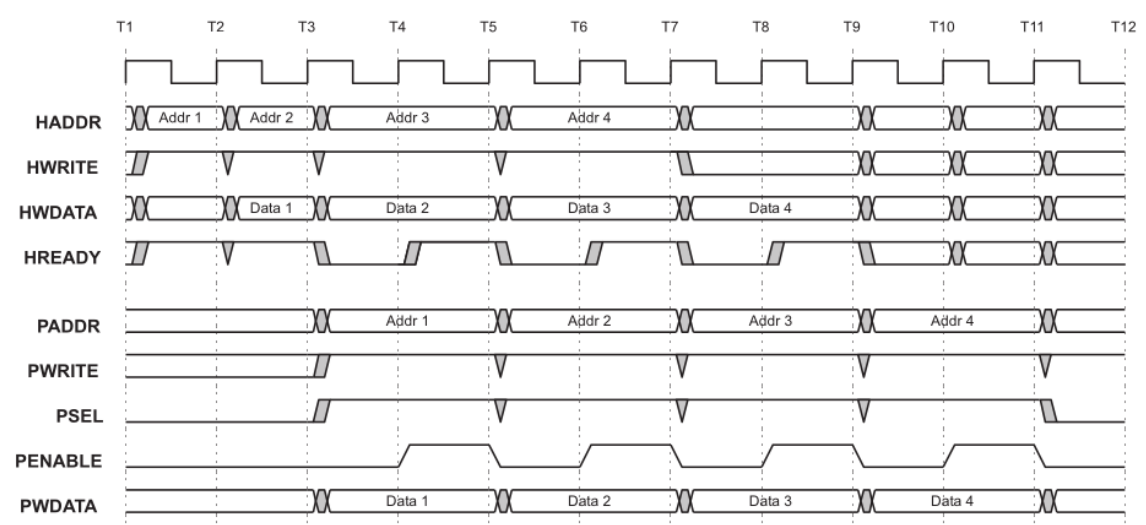 T1 T2 T3 T4 T5 T6 T7 T8 T9 T10 T11 T12
HADDR Addr 1 Addr 2 Addr 3 Addr 4
HWRITE
HWDATA Data 1 Data 2 Data 3 Data 4
HREADY
PADDR Addr 1 Addr 2 Addr 3 Addr 4
PWRITE
PSEL
PENABLE
PWDATA Data 1 Data 2 Data 3 Data 4